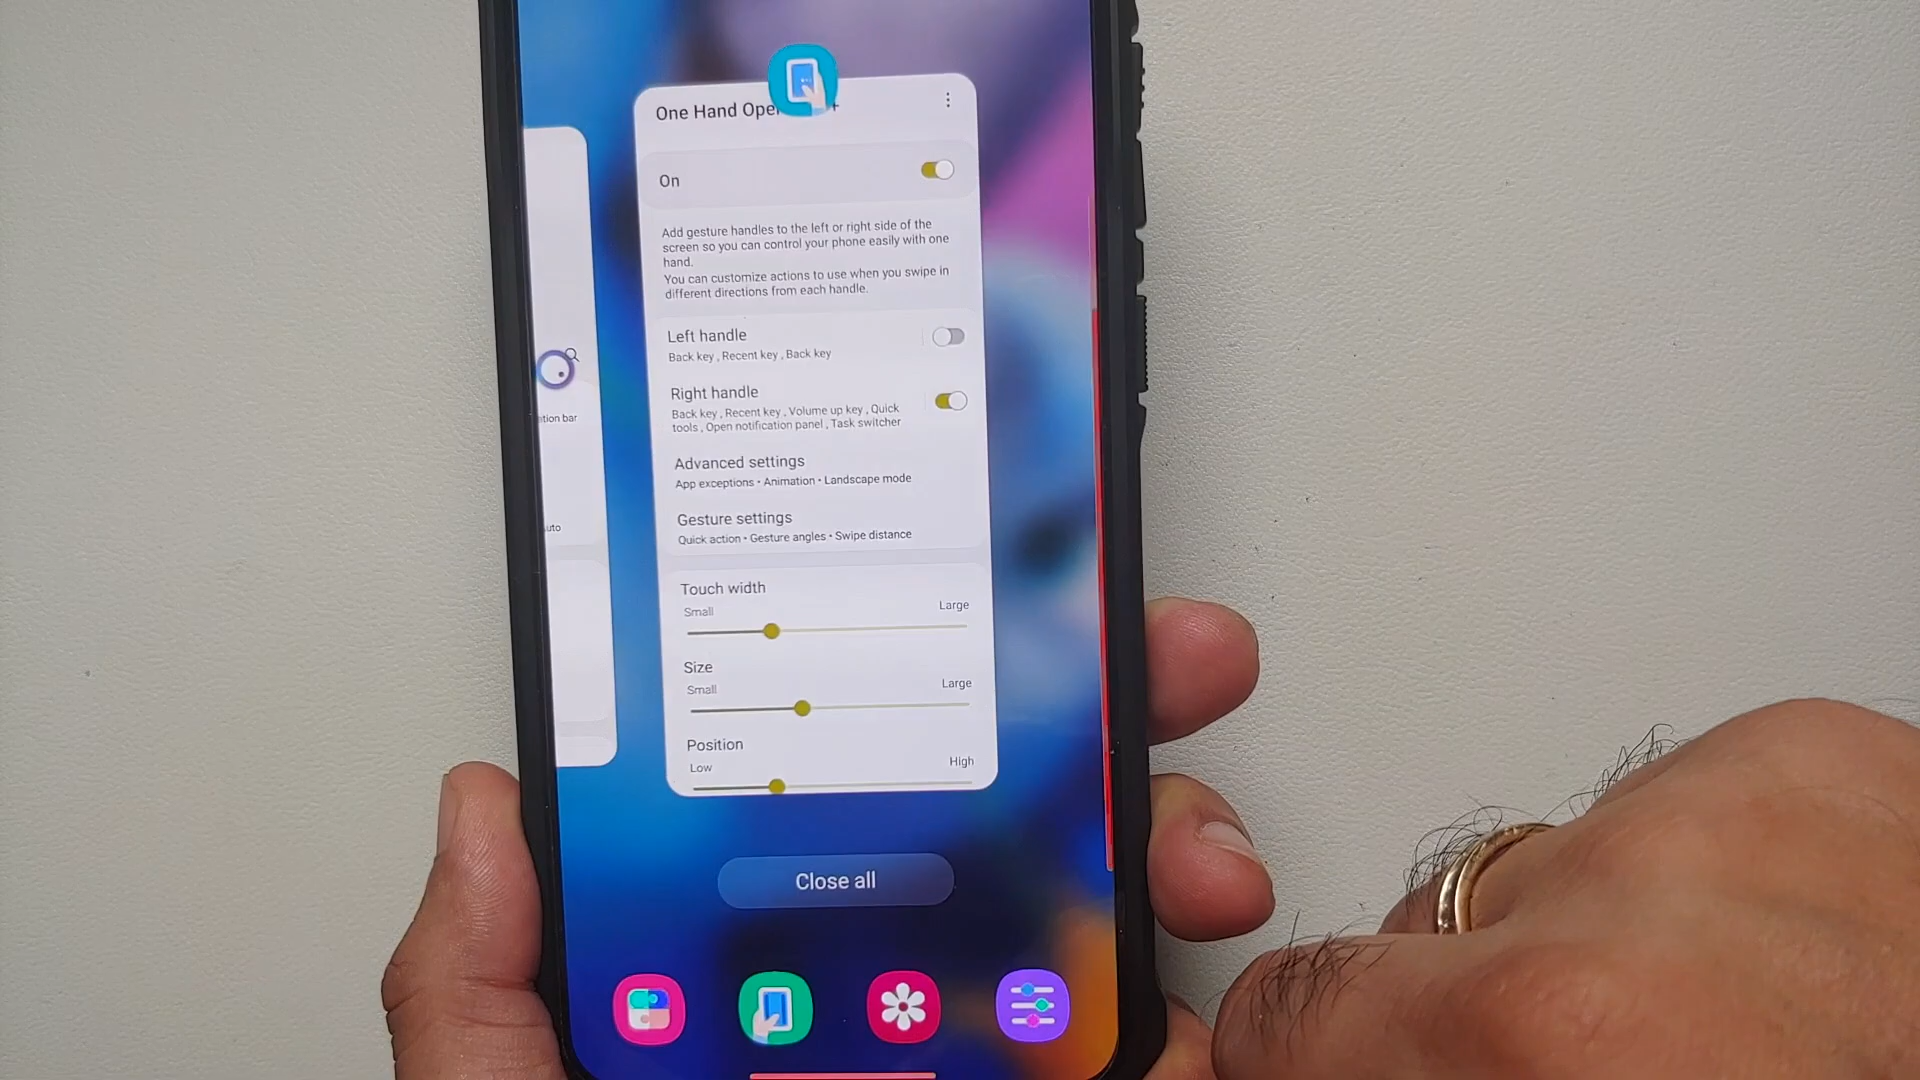 One Hand Ope +
On
Add gesture handles to the left or right side of the
screen so you can control your phone easily with one
hand.
You can customize actions to use when you swipe in
different directions from each handle.
Left handle
Back key , Recent key , Back key
Right handle
Back key , Recent key , Volume up key , Quick
tools , Open notification panel , Task switcher
tion bar
Advanced settings
App exceptions • Animation • Landscape mode
uto
Gesture settings
Quick action • Gesture angles • Swipe distance
Touch width
Small Large
Size
Small Large
Position
Low High
Close all